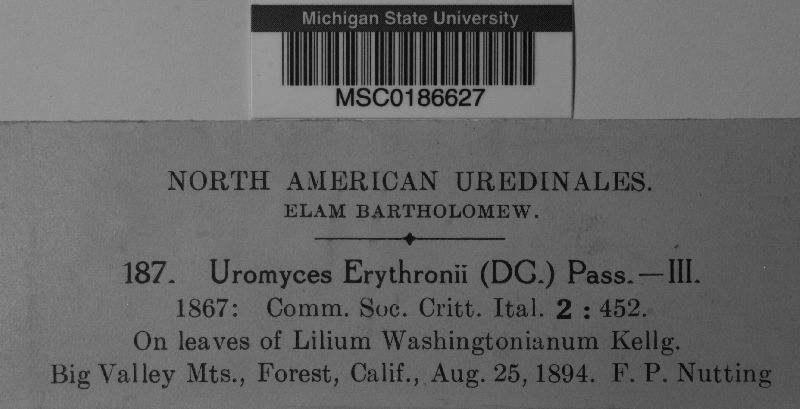 Michigan State University
MSC0186627
NORTH AMERICAN UREDINALES.
ELAM BARTHOLOMEW.
187. Uromyces Erythronii (DC.) Pass.—III.
1867: Comm. Soc. Critt. Ital. 2 : 452.
On leaves of Lilium Washingtonianum Kellg.
Big Valley Mts., Forest, Calif., Aug. 25, 1894. F. P. Nutting